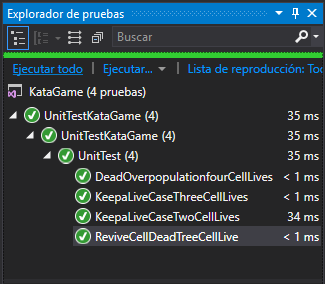 Explorador de pruebas
Buscar
Ejecutar todo | Ejecutar... | Lista de reproducción: Toc
KataGame (4 pruebas)
UnitTestKataGame (4) 35 ms
UnitTestKataGame (4) 35 ms
UnitTest (4) 35 ms
DeadOverpopulationfourCellLives < 1 ms
KeepaLiveCaseThreeCellLives < 1 ms
KeepaLiveCaseTwoCellLives 34 ms
ReviveCellDeadTreeCellLive < 1 ms